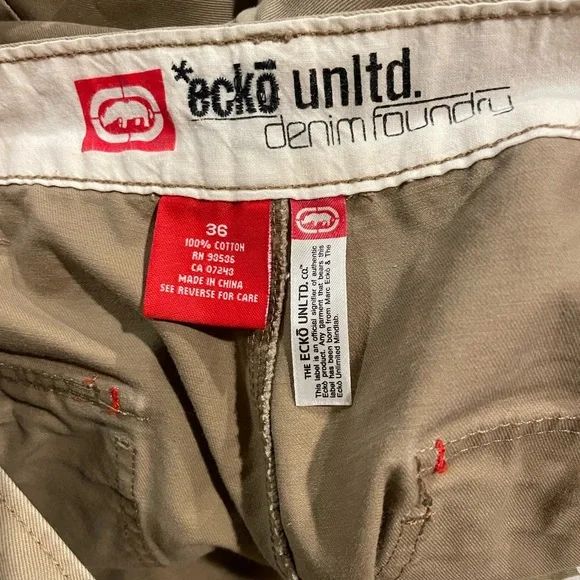 *eckō unltd.
denim foundry
36
100% COTTON
RN 93536
CA 07243
MADE IN CHINA
SEE REVERSE FOR CARE
THE ECKŌ UNLTD. CO.™
This label is an official signifier of authentic
Eckō product. Any garment that bears this
label has been born from Marc Eckō & The
Eckō Unlimited Mindlab.